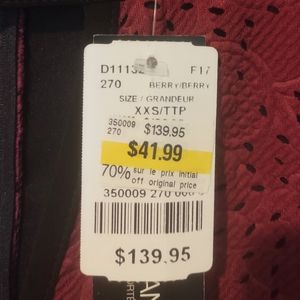 F17
270 BERRY/BERRY
SIZE / GRANDEUR
XXS/TTP
350009
270 $139.95
$41.99
70% sur le prix initial
off original price
350009 270
$139.95